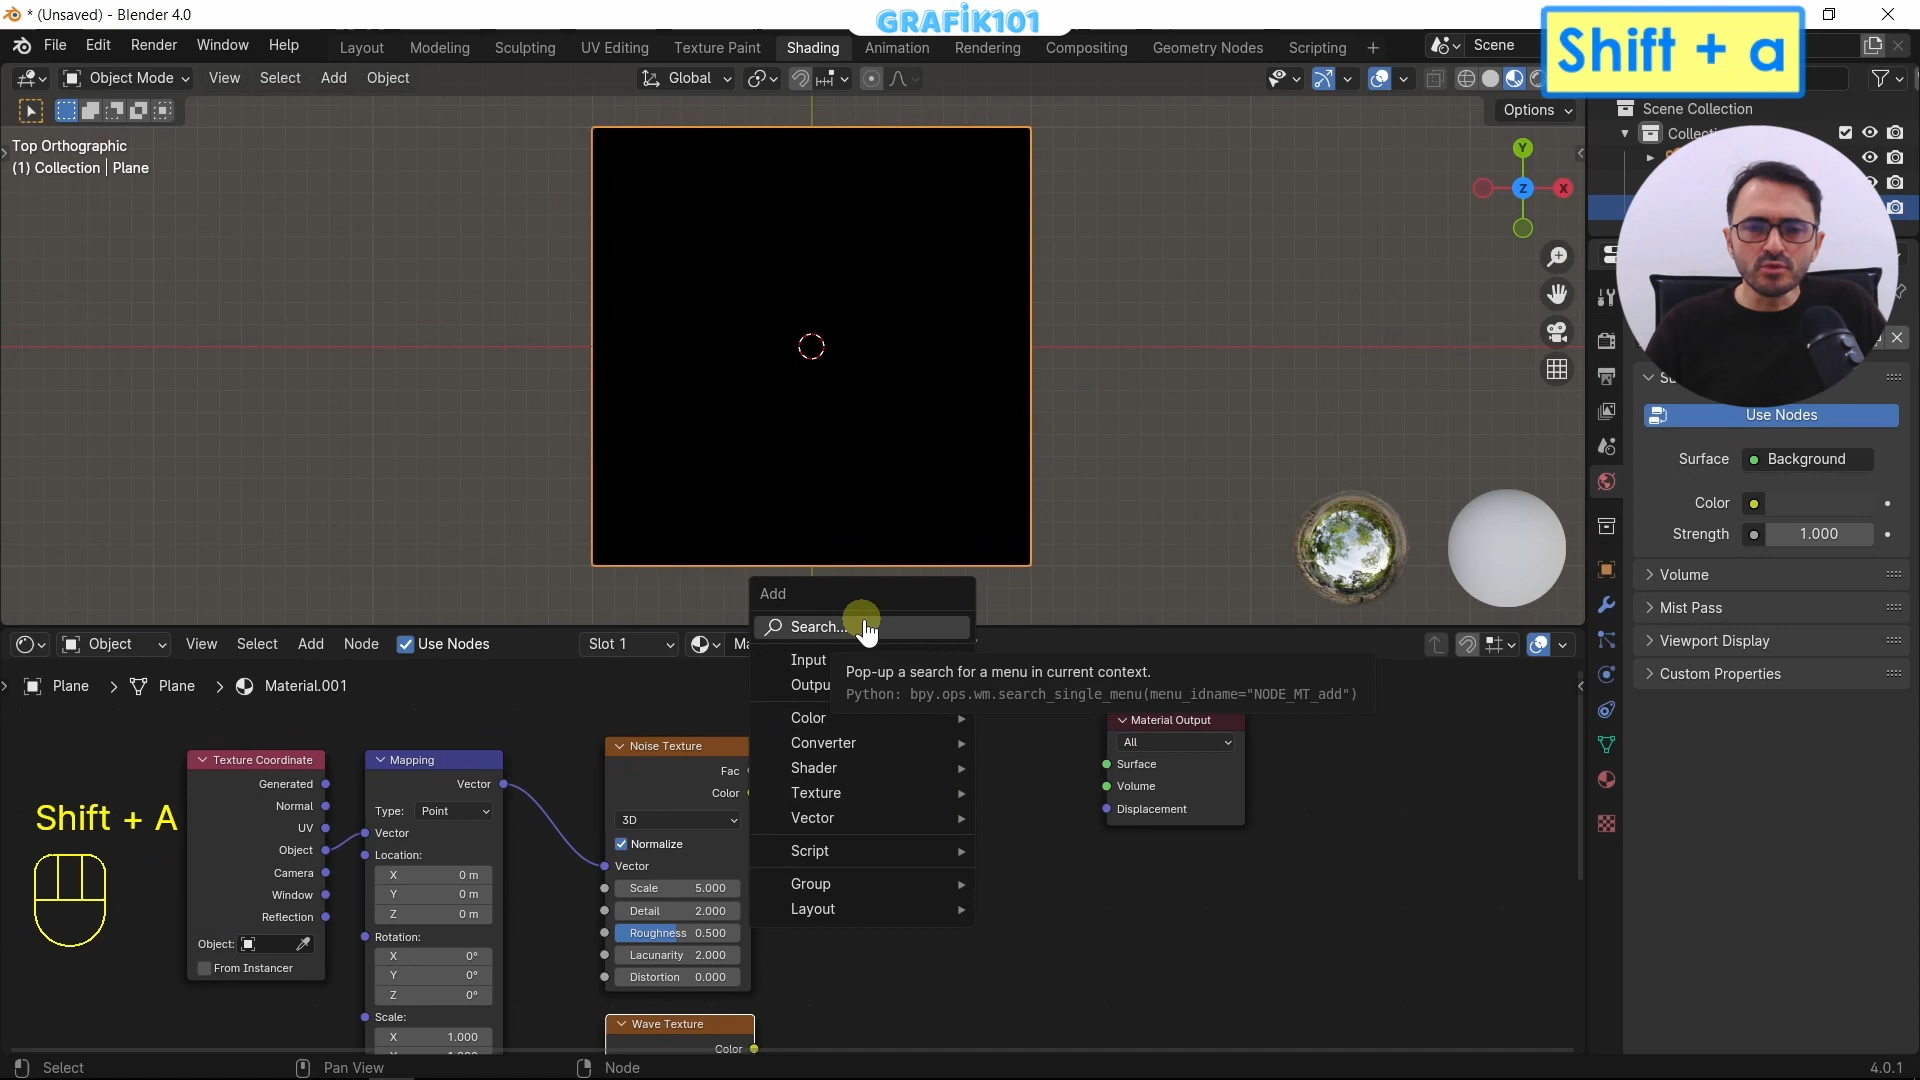 * (Unsaved) - Blender 4.0
GRAFİK101
Shift + a
File Edit Render Window Help
Layout Modeling Sculpting UV Editing Texture Paint Shading Animation Rendering Compositing Geometry Nodes Scripting +
Scene
Object Mode View Select Add Object
Global
Options
Top Orthographic
(1) Collection | Plane
Y
Z
X
Scene Collection
Use Nodes
Surface Background
Color
Strength 1.000
Volume
Mist Pass
Viewport Display
Custom Properties
Add
Search...
Input
Color
Converter
Shader
Texture
Vector
Script
Group
Layout
Pop-up a search for a menu in current context.
Python: bpy.ops.wm.search_single_menu(menu_idname="NODE_MT_add")
Object View Select Add Node Use Nodes Slot 1
Plane > Plane > Material.001
Texture Coordinate
Generated
Normal
UV
Object
Camera
Window
Reflection
Object:
From Instancer
Mapping
Vector
Type: Point
Vector
Location:
X 0 m
Y 0 m
Z 0 m
Rotation:
X 0°
Y 0°
Z 0°
Scale:
X 1.000
Noise Texture
Fac
Color
3D
Normalize
Vector
Scale 5.000
Detail 2.000
Roughness 0.500
Lacunarity 2.000
Distortion 0.000
Wave Texture
Color
Material Output
All
Surface
Volume
Displacement
Shift + A
Select Pan View Node
4.0.1